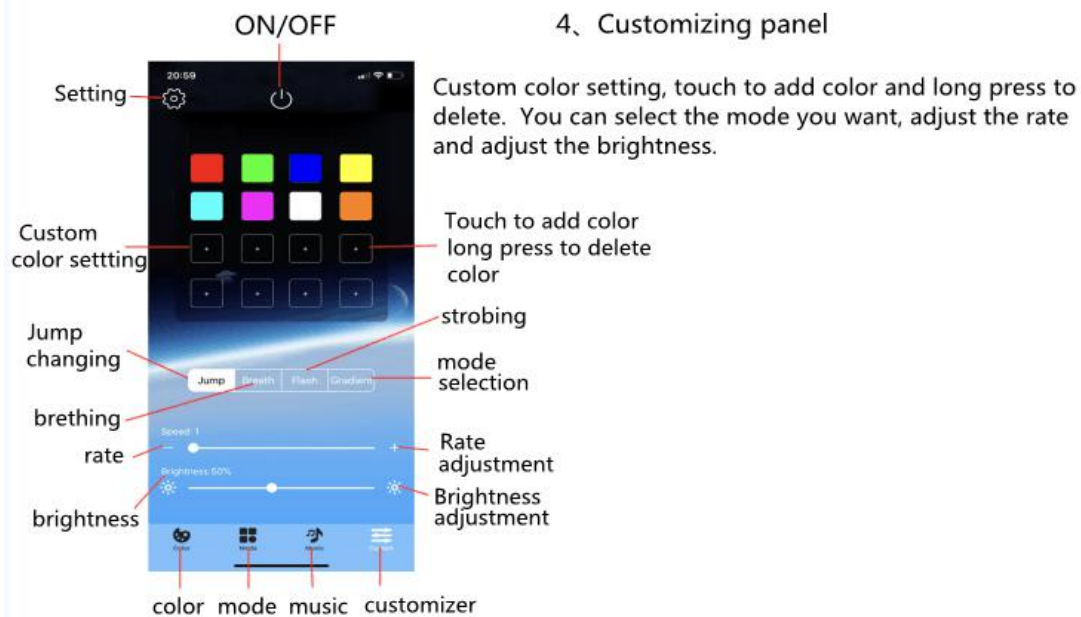 ON/OFF
4、Customizing panel
Custom color setting, touch to add color and long press to
delete. You can select the mode you want, adjust the rate
and adjust the brightness.
20:59
Setting
Custom
color settting
Touch to add color
long press to delete
color
strobing
Jump
changing
mode
selection
Jump
Breath
Flash
Gradient
brething
Speed: 1
rate
Rate
adjustment
Brightness:50%
brightness
Brightness
adjustment
Color
Mode
Music
color mode music customizer